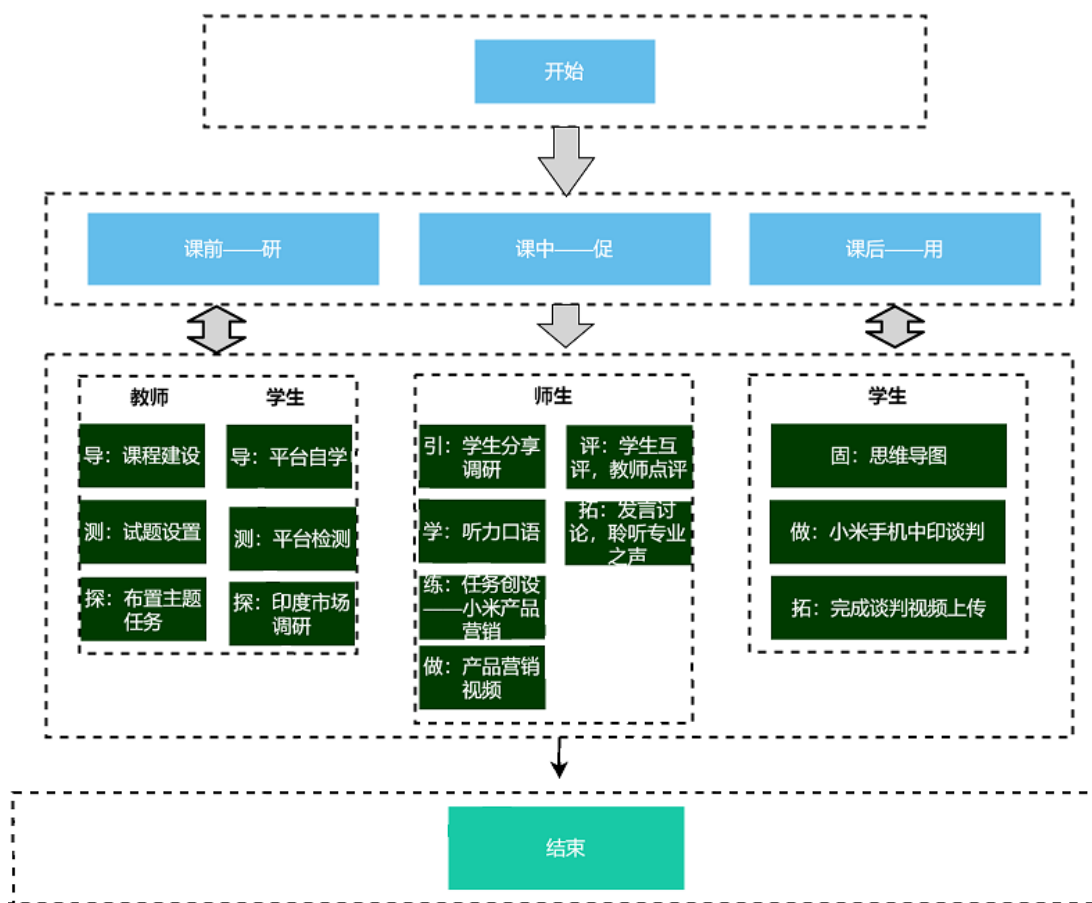 开始
课前——研
课中——促
课后——用
教师
学生
导：课程建设
导：平台自学
测：试题设置
测：平台检测
探：布置主题
任务
探：印度市场
调研
师生
引：学生分享
调研
评：学生互
评，教师点评
学：听力口语
拓：发言讨
论，聆听专业
之声
练：任务创设
——小米产品
营销
做：产品营销
视频
学生
固：思维导图
做：小米手机中印谈判
拓：完成谈判视频上传
结束